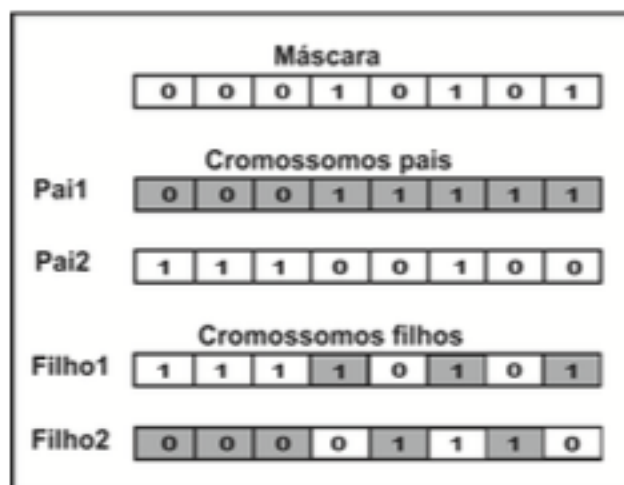 Máscara
0 0 0 1 0 1 0 1
Cromossomos pais
Pai1 0 0 0 1 1 1 1 1
Pai2 1 1 1 0 0 1 0 0
Cromossomos filhos
Filho1 1 1 1 1 0 1 0 1
Filho2 0 0 0 0 1 1 1 0